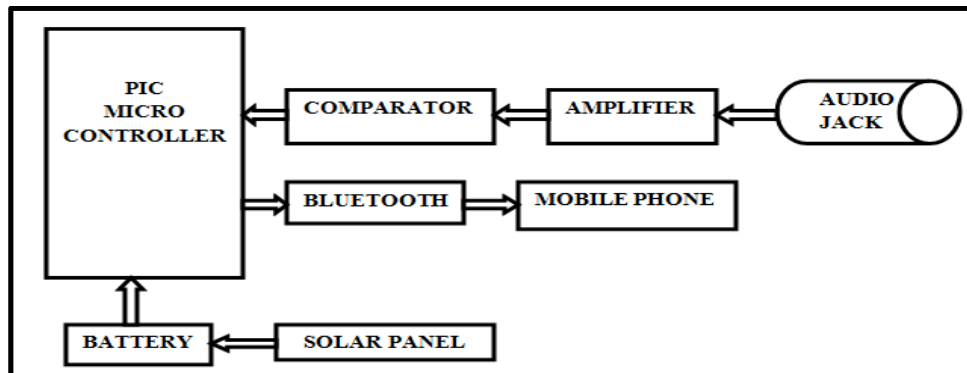 PIC
MICRO
CONTROLLER
COMPARATOR
AMPLIFIER
AUDIO
JACK
BLUETOOTH
MOBILE PHONE
BATTERY
SOLAR PANEL